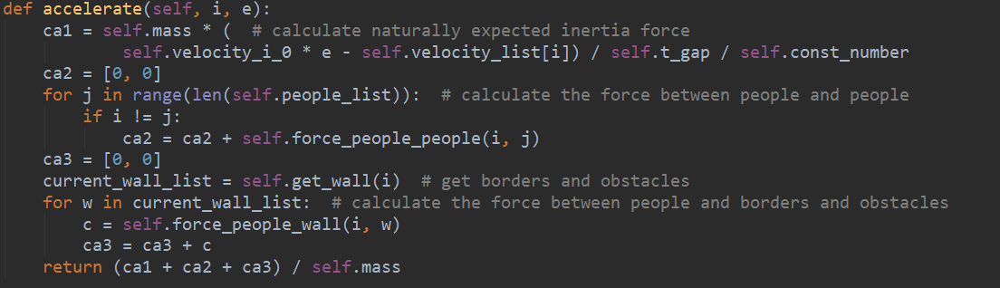 def accelerate(self, i, e):
    ca1 = self.mass * (  # calculate naturally expected inertia force
            self.velocity_i_0 * e - self.velocity_list[i]) / self.t_gap / self.const_number
    ca2 = [0, 0]
    for j in range(len(self.people_list)):  # calculate the force between people and people
        if i != j:
            ca2 = ca2 + self.force_people_people(i, j)
    ca3 = [0, 0]
    current_wall_list = self.get_wall(i)  # get borders and obstacles
    for w in current_wall_list:  # calculate the force between people and borders and obstacles
        c = self.force_people_wall(i, w)
        ca3 = ca3 + c
    return (ca1 + ca2 + ca3) / self.mass